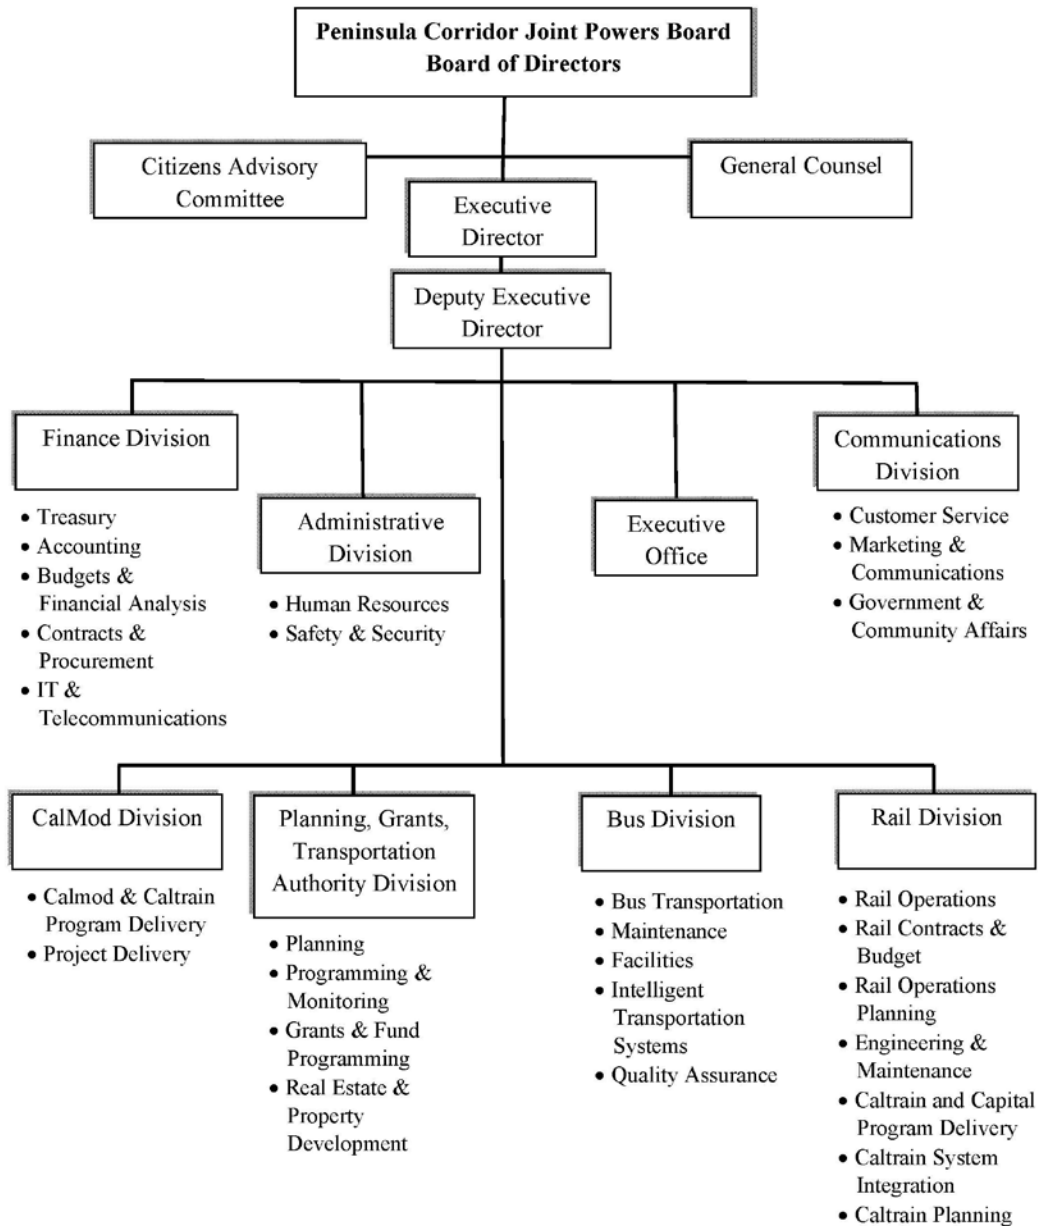 Peninsula Corridor Joint Powers Board
Board of Directors
Citizens Advisory
Committee
General Counsel
Executive
Director
Deputy Executive
Director
Finance Division
• Treasury
• Accounting
• Budgets &
Financial Analysis
• Contracts &
Procurement
• IT &
Telecommunications
Administrative
Division
• Human Resources
• Safety & Security
Executive
Office
Communications
Division
• Customer Service
• Marketing &
Communications
• Government &
Community Affairs
CalMod Division
• Calmod & Caltrain
Program Delivery
• Project Delivery
Planning, Grants,
Transportation
Authority Division
• Planning
• Programming &
Monitoring
• Grants & Fund
Programming
• Real Estate &
Property
Development
Bus Division
• Bus Transportation
• Maintenance
• Facilities
• Intelligent
Transportation
Systems
• Quality Assurance
Rail Division
• Rail Operations
• Rail Contracts &
Budget
• Rail Operations
Planning
• Engineering &
Maintenance
• Caltrain and Capital
Program Delivery
• Caltrain System
Integration
• Caltrain Planning